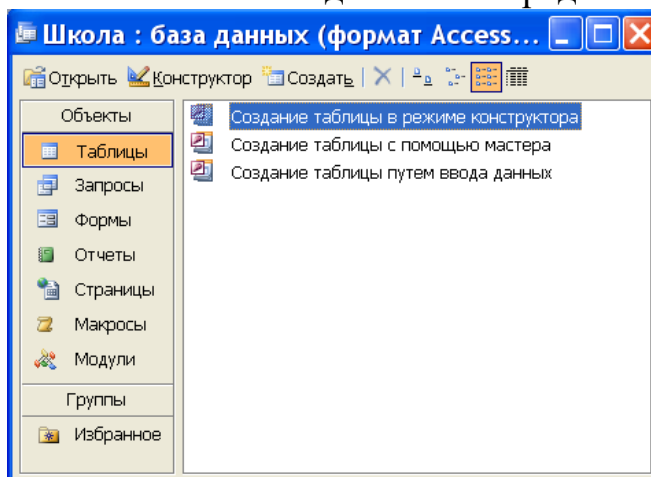 Школа : база данных (формат Access...
Открыть Конструктор Создать
Объекты
Таблицы
Запросы
Формы
Отчеты
Страницы
Макросы
Модули
Группы
Избранное
Создание таблицы в режиме конструктора
Создание таблицы с помощью мастера
Создание таблицы путем ввода данных